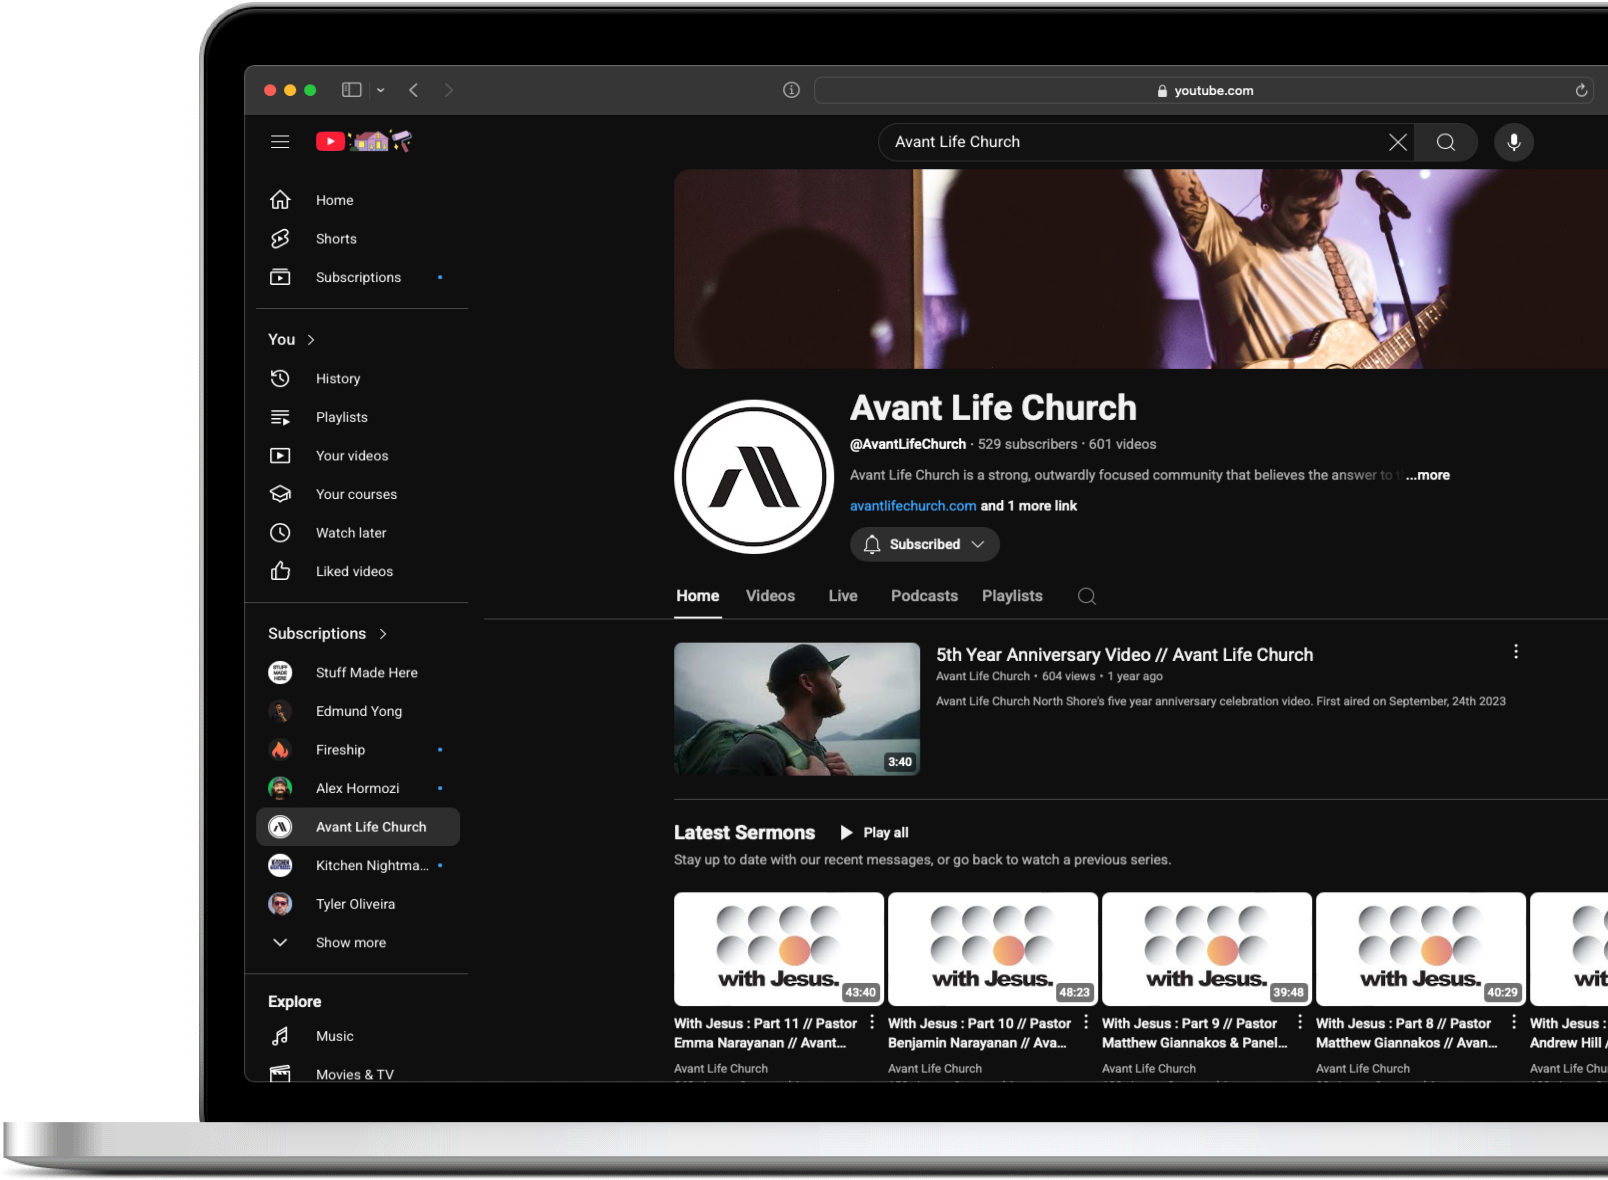 youtube.com
Avant Life Church
Home
Shorts
Subscriptions
You
History
Playlists
Your videos
Your courses
Watch later
Liked videos
Subscriptions
STUFF
MADE
HERE
Stuff Made Here
Edmund Yong
Fireship
Alex Hormozi
Avant Life Church
Kitchen Nightma...
Tyler Oliveira
Show more
Explore
Music
Movies & TV
Avant Life Church
@AvantLifeChurch · 529 subscribers · 601 videos
Avant Life Church is a strong, outwardly focused community that believes the answer to ...more
avantlifechurch.com and 1 more link
Subscribed
Home Videos Live Podcasts Playlists
3:40
5th Year Anniversary Video // Avant Life Church
Avant Life Church • 604 views • 1 year ago
Avant Life Church North Shore's five year anniversary celebration video. First aired on September, 24th 2023
Latest Sermons Play all
Stay up to date with our recent messages, or go back to watch a previous series.
with Jesus.
43:40
With Jesus : Part 11 // Pastor
Emma Narayanan // Avant...
Avant Life Church
with Jesus.
48:23
With Jesus : Part 10 // Pastor
Benjamin Narayanan // Ava...
Avant Life Church
with Jesus.
39:48
With Jesus : Part 9 // Pastor
Matthew Giannakos & Panel...
Avant Life Church
with Jesus.
40:29
With Jesus : Part 8 // Pastor
Matthew Giannakos // Avan...
Avant Life Church
wit
With Jesus :
Andrew Hill /
Avant Life Chu